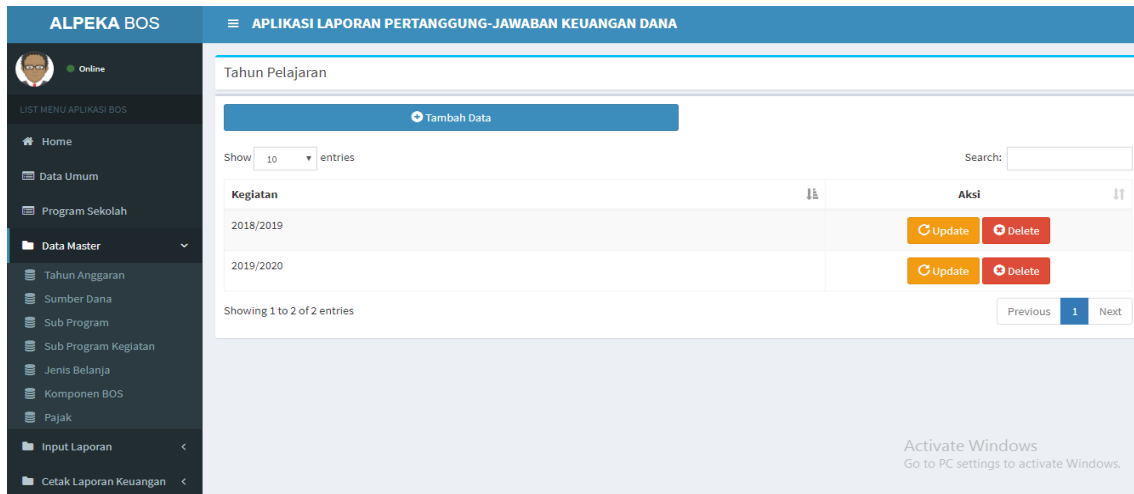 ALPEKA BOS
APLIKASI LAPORAN PERTANGGUNG-JAWABAN KEUANGAN DANA
Online
LIST MENU APLIKASI BOS
Home
Data Umum
Program Sekolah
Data Master
Tahun Anggaran
Sumber Dana
Sub Program
Sub Program Kegiatan
Jenis Belanja
Komponen BOS
Pajak
Input Laporan
Cetak Laporan Keuangan
Tahun Pelajaran
Tambah Data
Show 10 entries Search:
Kegiatan Aksi
2018/2019 Update Delete
2019/2020 Update Delete
Showing 1 to 2 of 2 entries Previous 1 Next
Activate Windows
Go to PC settings to activate Windows.